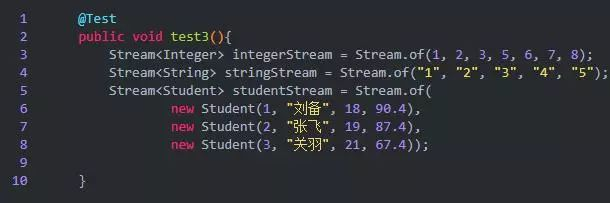 1 @Test
2 public void test3(){
3 Stream<Integer> integerStream = Stream.of(1, 2, 3, 5, 6, 7, 8);
4 Stream<String> stringStream = Stream.of("1", "2", "3", "4", "5");
5 Stream<Student> studentStream = Stream.of(
6 new Student(1, "刘备", 18, 90.4),
7 new Student(2, "张飞", 19, 87.4),
8 new Student(3, "关羽", 21, 67.4));
9
10 }